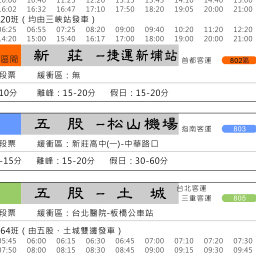 16:02 16:32 16:47 17:10 17:50 18:20 19:05 20:00 21:00
20班（均由三峽站發車）
06:25 06:55 07:25 08:20 09:00 09:40 10:20 11:20 12:20
14:20 15:00 15:40 16:17 17:00 18:00 19:00 20:00 21:00
區間 新 莊 -捷運新埔站 首都客運 802區
段票 緩衝區：無
10分 離峰：15-20分 假日：15-20分
五 股 -松山機場 指南客運 803
段票 緩衝區：新莊高中(一)-中華路口
-15分 離峰：15-20分 假日：30-60分
五 股 - 土 城 台北客運
三重客運 805
段票 緩衝區：台北醫院-板橋公車站
64班（由五股、土城雙邊發車）
05:45 06:00 06:15 06:30 06:45 07:00 07:10 07:20 07:30
07:50 08:00 08:15 08:30 08:45 09:00 09:15 09:30 09:45